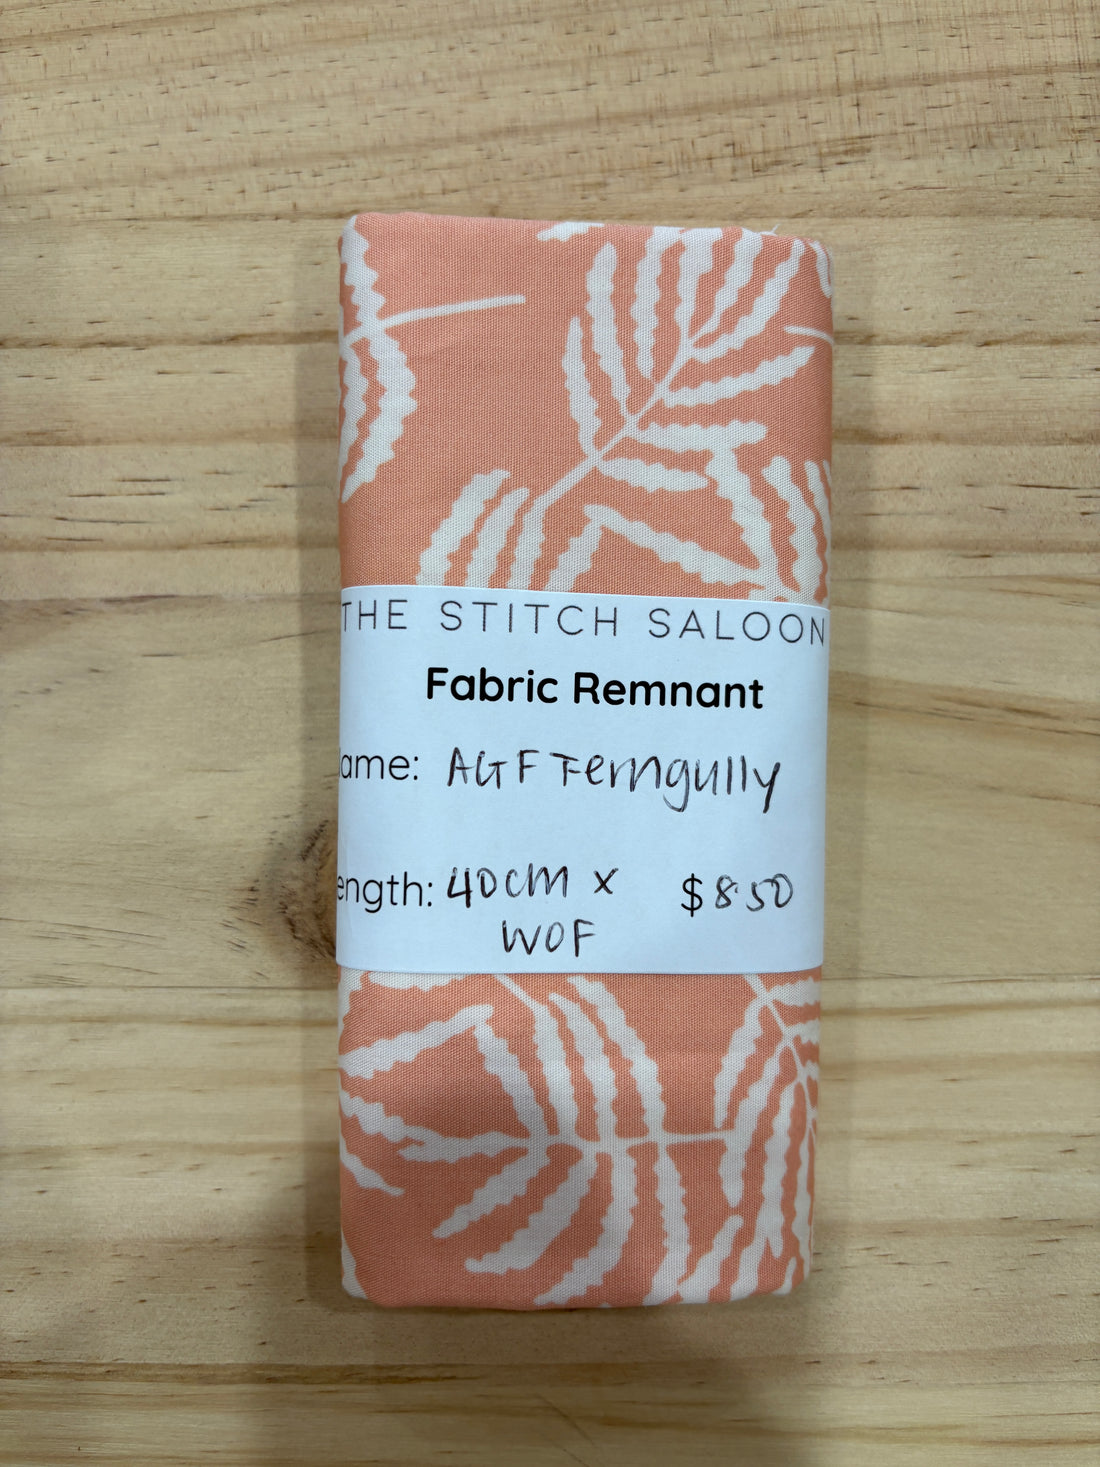 THE STITCH SALOON
Fabric Remnant
ame: AGF Ferngully
ength: 40cm x $8.50
WOF